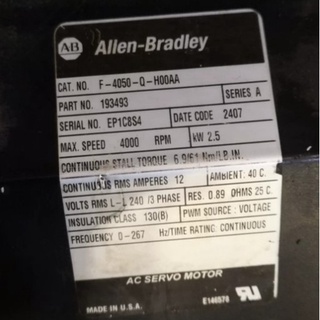 AB Allen-Bradley
CAT. NO. F-4050-Q-H00AA
PART NO. 193493 SERIES A
SERIAL NO. EP1C8S4 DATE CODE 2407
MAX. SPEED 4000 RPM kW 2.5
CONTINUOUS STALL TORQUE 6.9/61 Nm/LB.IN.
CONTINUOUS RMS AMPERES 12 AMBIENT: 40 C.
VOLTS RMS L-L 240 /3 PHASE RES. 0.89 OHMS 25 C.
INSULATION CLASS 130(B) PWM SOURCE : VOLTAGE
FREQUENCY 0-267 Hz/TIME RATING: CONTINUOUS
AC SERVO MOTOR
MADE IN U.S.A. E146578